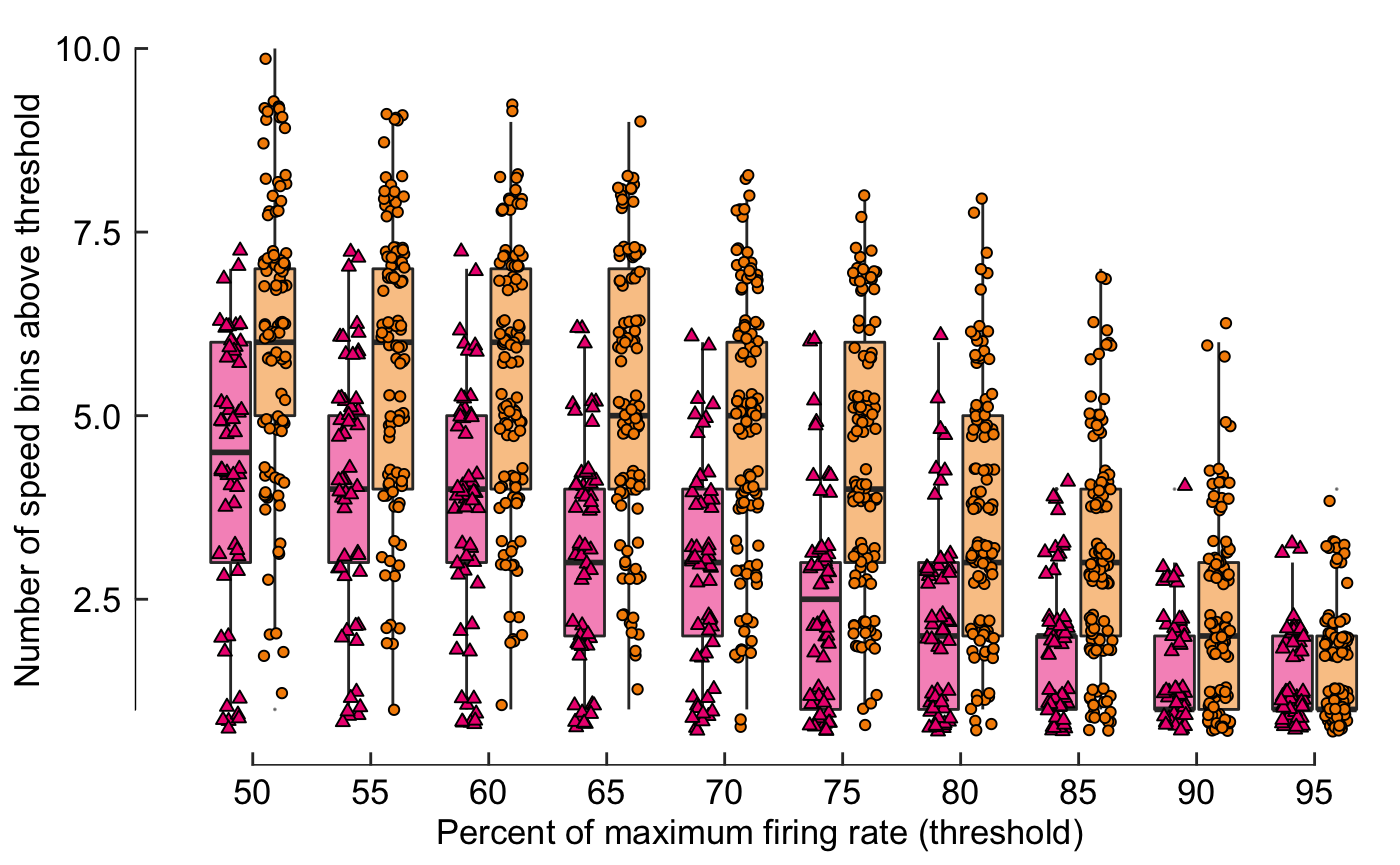 10.0
7.5
5.0
2.5
Number of speed bins above threshold
50 55 60 65 70 75 80 85 90 95
Percent of maximum firing rate (threshold)